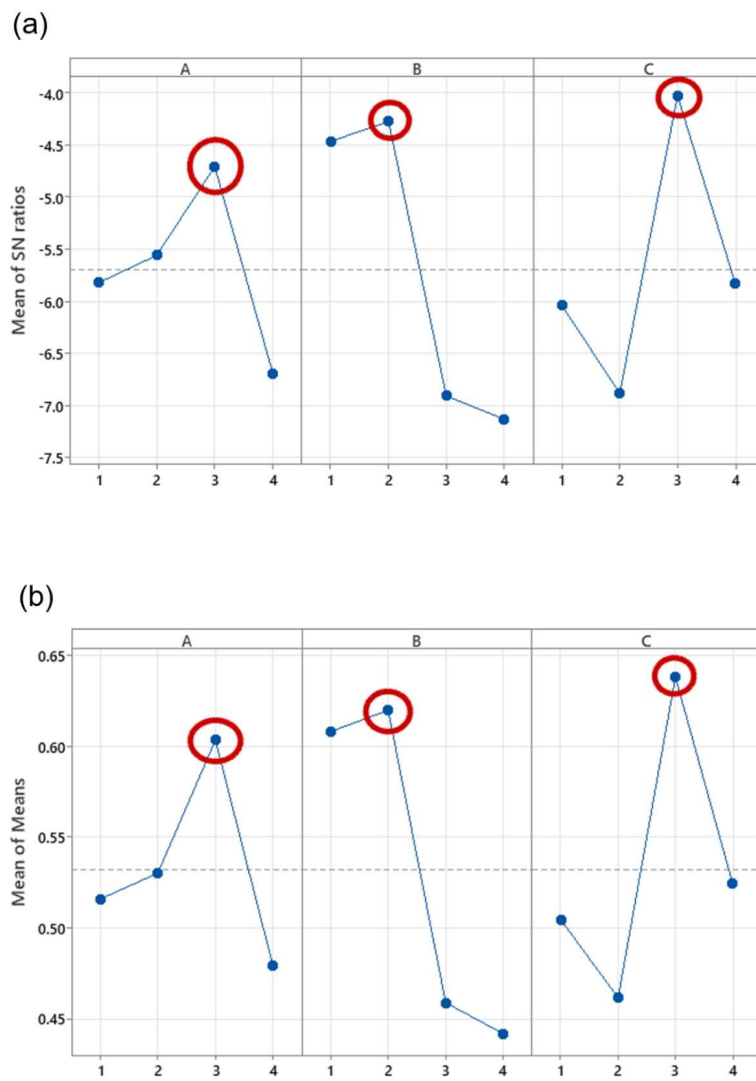 (a)
A B C
-4.0
-4.5
-5.0
-5.5
-6.0
-6.5
-7.0
-7.5
Mean of SN ratios
1 2 3 4 1 2 3 4 1 2 3 4
(b)
A B C
0.65
0.60
0.55
0.50
0.45
Mean of Means
1 2 3 4 1 2 3 4 1 2 3 4